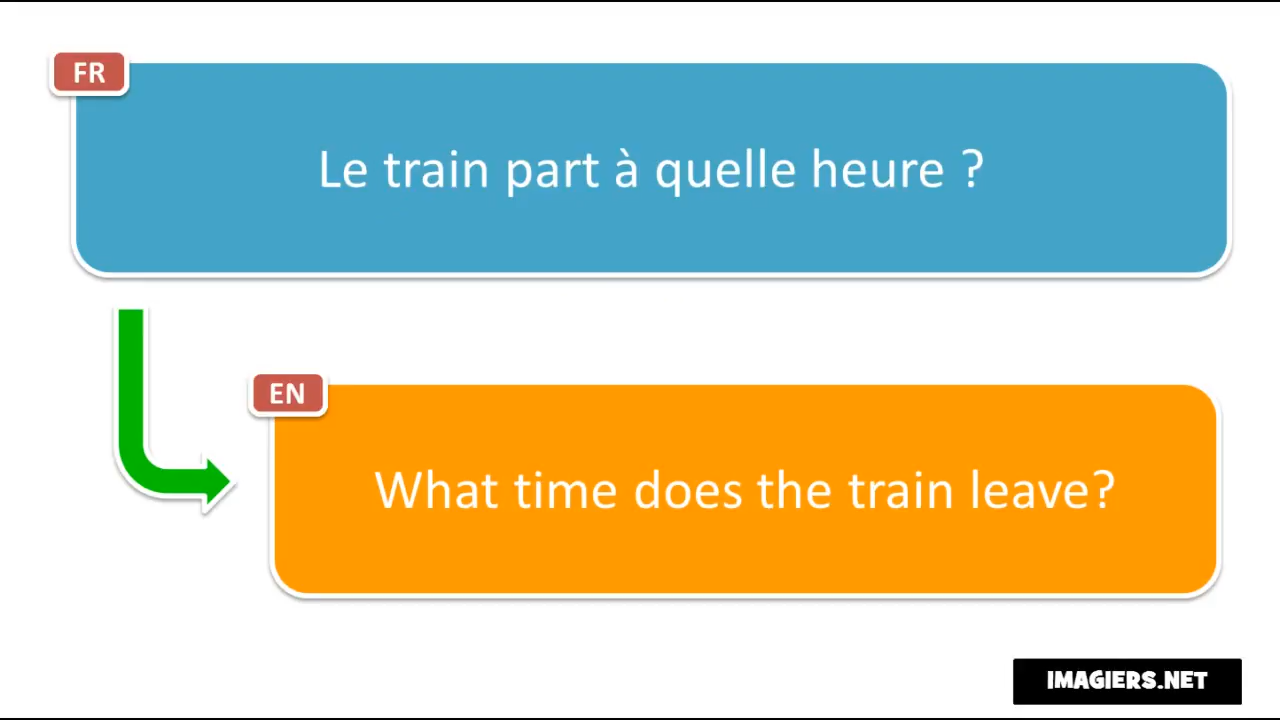 FR
Le train part à quelle heure ?
EN
What time does the train leave?
IMAGIERS.NET